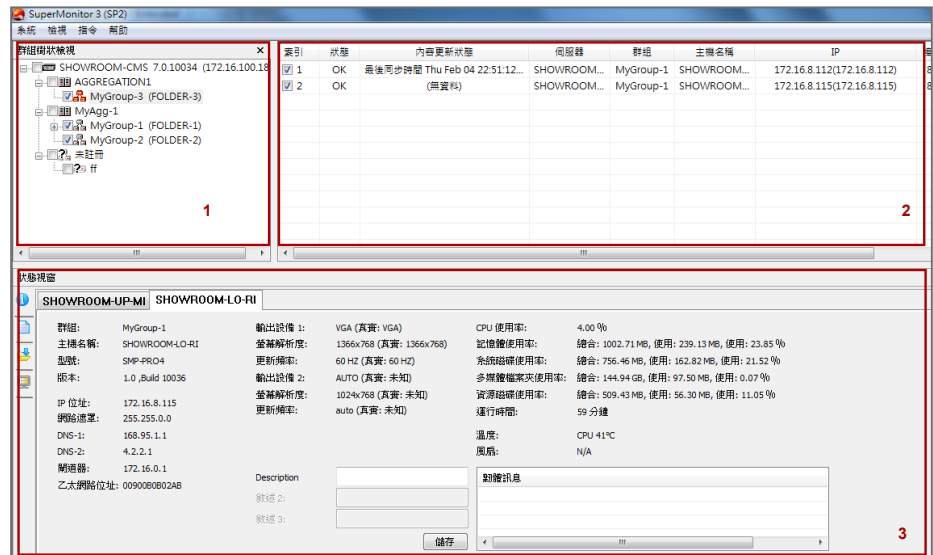 SuperMonitor 3 (SP2)
系統 檢視 指令 幫助
群組樹狀檢視 ×
SHOWROOM-CMS 7.0.10034 (172.16.100.18
AGGREGATION1
MyGroup-3 (FOLDER-3)
MyAgg-1
MyGroup-1 (FOLDER-1)
MyGroup-2 (FOLDER-2)
未註冊
ff
1
索引 狀態 內容更新狀態 伺服器 群組 主機名稱 IP
1 OK 最後同步時間 Thu Feb 04 22:51:12... SHOWROOM... MyGroup-1 SHOWROOM... 172.16.8.112(172.16.8.112) 8
2 OK (無資料) SHOWROOM... MyGroup-1 SHOWROOM... 172.16.8.115(172.16.8.115) 8
2
狀態視窗
SHOWROOM-UP-MI SHOWROOM-LO-RI
群組: MyGroup-1
主機名稱: SHOWROOM-LO-RI
型號: SMP-PRO4
版本: 1.0 ,Build 10036
IP 位址: 172.16.8.115
網路遮罩: 255.255.0.0
DNS-1: 168.95.1.1
DNS-2: 4.2.2.1
閘道器: 172.16.0.1
乙太網路位址: 00900B0B02AB
輸出設備 1: VGA (真實: VGA)
螢幕解析度: 1366x768 (真實: 1366x768)
更新頻率: 60 HZ (真實: 60 HZ)
輸出設備 2: AUTO (真實: 未知)
螢幕解析度: 1024x768 (真實: 未知)
更新頻率: auto (真實: 未知)
Description
敘述 2:
敘述 3:
儲存
CPU 使用率: 4.00 %
記憶體使用率: 總合: 1002.71 MB, 使用: 239.13 MB, 使用: 23.85 %
系統磁碟使用率: 總合: 756.46 MB, 使用: 162.82 MB, 使用: 21.52 %
多媒體檔案夾使用率: 總合: 144.94 GB, 使用: 97.50 MB, 使用: 0.07 %
資源磁碟使用率: 總合: 509.43 MB, 使用: 56.30 MB, 使用: 11.05 %
運行時間: 59 分鐘
溫度: CPU 41°C
風扇: N/A
韌體訊息
3